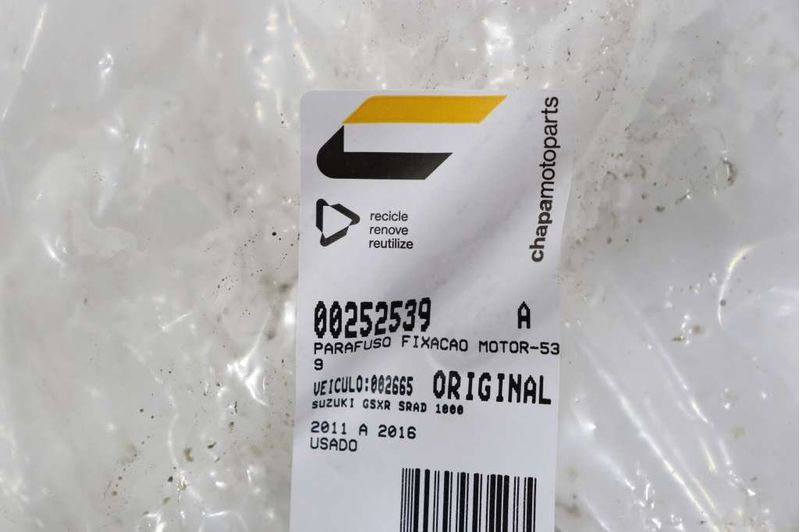 chapamotoparts
recicle
renove
reutilize
00252539 A
PARAFUSO FIXACAO MOTOR-53
9
VEICULO:002665 ORIGINAL
SUZUKI GSXR SRAD 1000
2011 A 2016
USADO